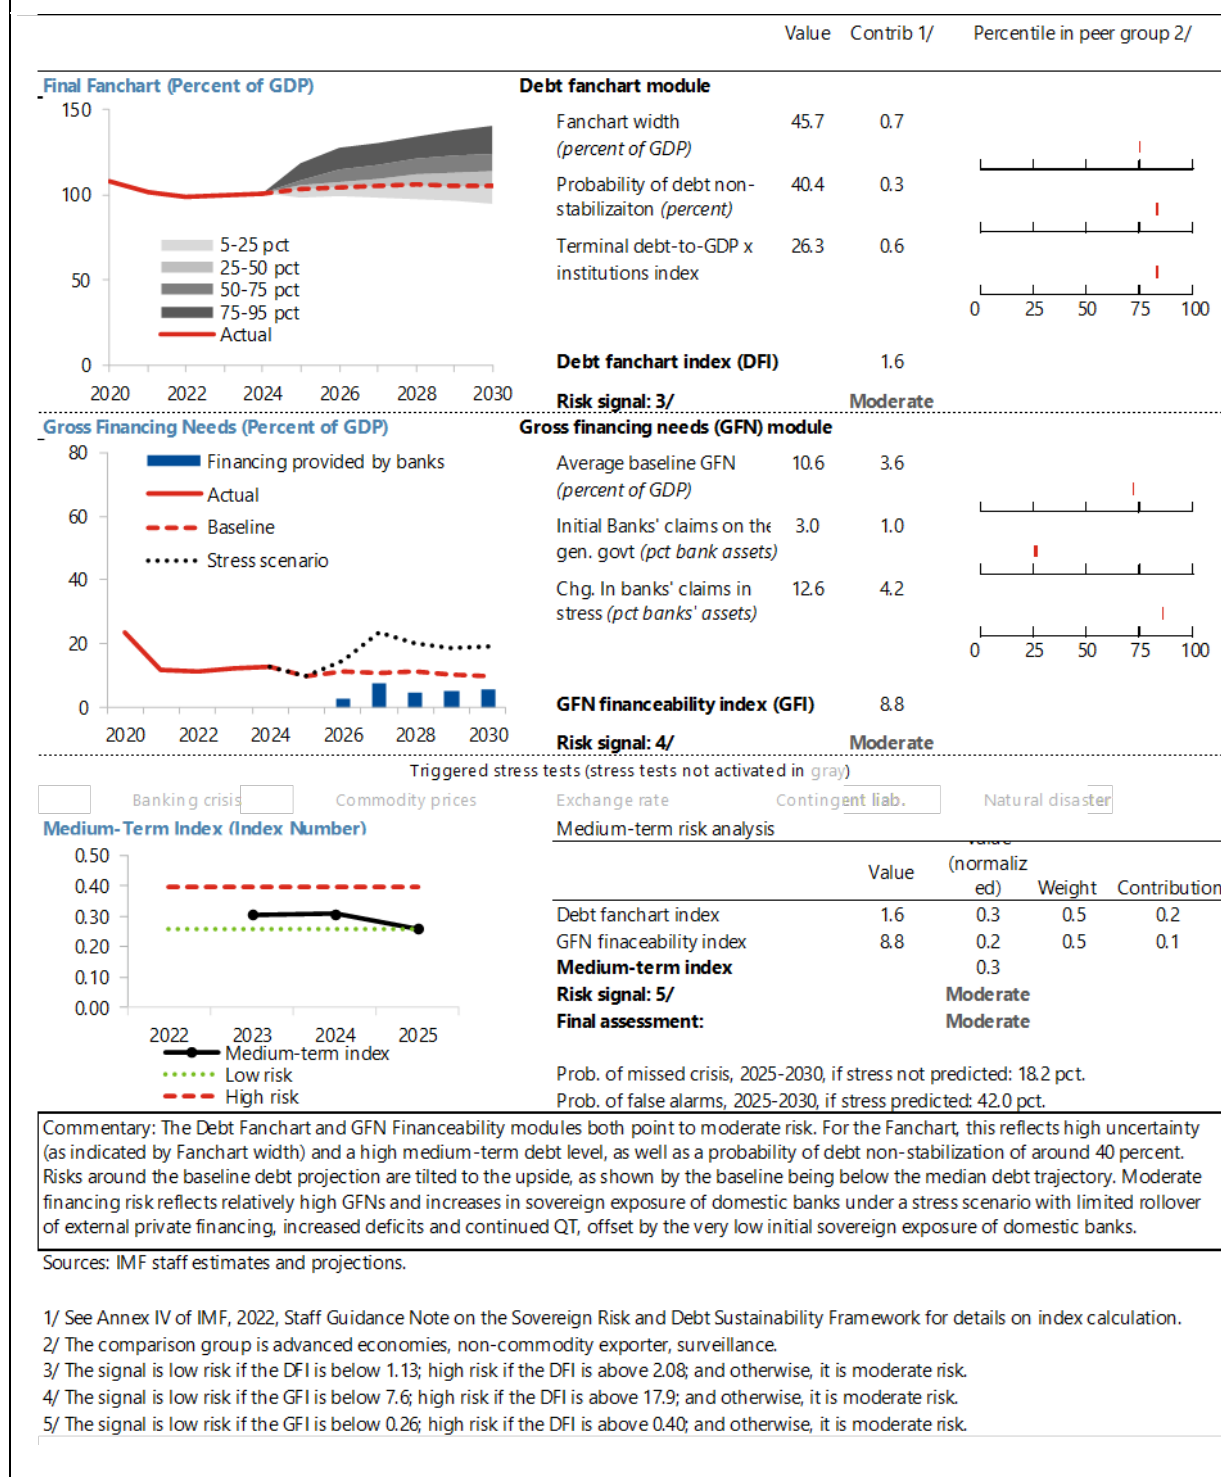 Value Contrib 1/ Percentile in peer group 2/
Final Fanchart (Percent of GDP)
150
100
50
0
5-25 pct
25-50 pct
50-75 pct
75-95 pct
Actual
2020 2022 2024 2026 2028 2030
Debt fanchart module
Fanchart width 45.7 0.7
(percent of GDP)
Probability of debt non- 40.4 0.3
stabilizaiton (percent)
Terminal debt-to-GDP x 26.3 0.6
institutions index
0 25 50 75 100
Debt fanchart index (DFI) 1.6
Risk signal: 3/ Moderate
Gross Financing Needs (Percent of GDP)
80
60
40
20
0
Financing provided by banks
Actual
Baseline
Stress scenario
2020 2022 2024 2026 2028 2030
Gross financing needs (GFN) module
Average baseline GFN 10.6 3.6
(percent of GDP)
Initial Banks' claims on the 3.0 1.0
gen. govt (pct bank assets)
Chg. In banks' claims in 12.6 4.2
stress (pct banks' assets)
0 25 50 75 100
GFN financeability index (GFI) 8.8
Risk signal: 4/ Moderate
Triggered stress tests (stress tests not activated in gray)
Banking crisis Commodity prices Exchange rate Contingent liab. Natural disaster
Medium-Term Index (Index Number)
0.50
0.40
0.30
0.20
0.10
0.00
2022 2023 2024 2025
Medium-term index
Low risk
High risk
Medium-term risk analysis
Value
Value (normaliz ed) Weight Contribution
Debt fanchart index 1.6 0.3 0.5 0.2
GFN finaceability index 8.8 0.2 0.5 0.1
Medium-term index 0.3
Risk signal: 5/ Moderate
Final assessment: Moderate
Prob. of missed crisis, 2025-2030, if stress not predicted: 18.2 pct.
Prob. of false alarms, 2025-2030, if stress predicted: 42.0 pct.
Commentary: The Debt Fanchart and GFN Financeability modules both point to moderate risk. For the Fanchart, this reflects high uncertainty
(as indicated by Fanchart width) and a high medium-term debt level, as well as a probability of debt non-stabilization of around 40 percent.
Risks around the baseline debt projection are tilted to the upside, as shown by the baseline being below the median debt trajectory. Moderate
financing risk reflects relatively high GFNs and increases in sovereign exposure of domestic banks under a stress scenario with limited rollover
of external private financing, increased deficits and continued QT, offset by the very low initial sovereign exposure of domestic banks.
Sources: IMF staff estimates and projections.
1/ See Annex IV of IMF, 2022, Staff Guidance Note on the Sovereign Risk and Debt Sustainability Framework for details on index calculation.
2/ The comparison group is advanced economies, non-commodity exporter, surveillance.
3/ The signal is low risk if the DFI is below 1.13; high risk if the DFI is above 2.08; and otherwise, it is moderate risk.
4/ The signal is low risk if the GFI is below 7.6; high risk if the DFI is above 17.9; and otherwise, it is moderate risk.
5/ The signal is low risk if the GFI is below 0.26; high risk if the DFI is above 0.40; and otherwise, it is moderate risk.